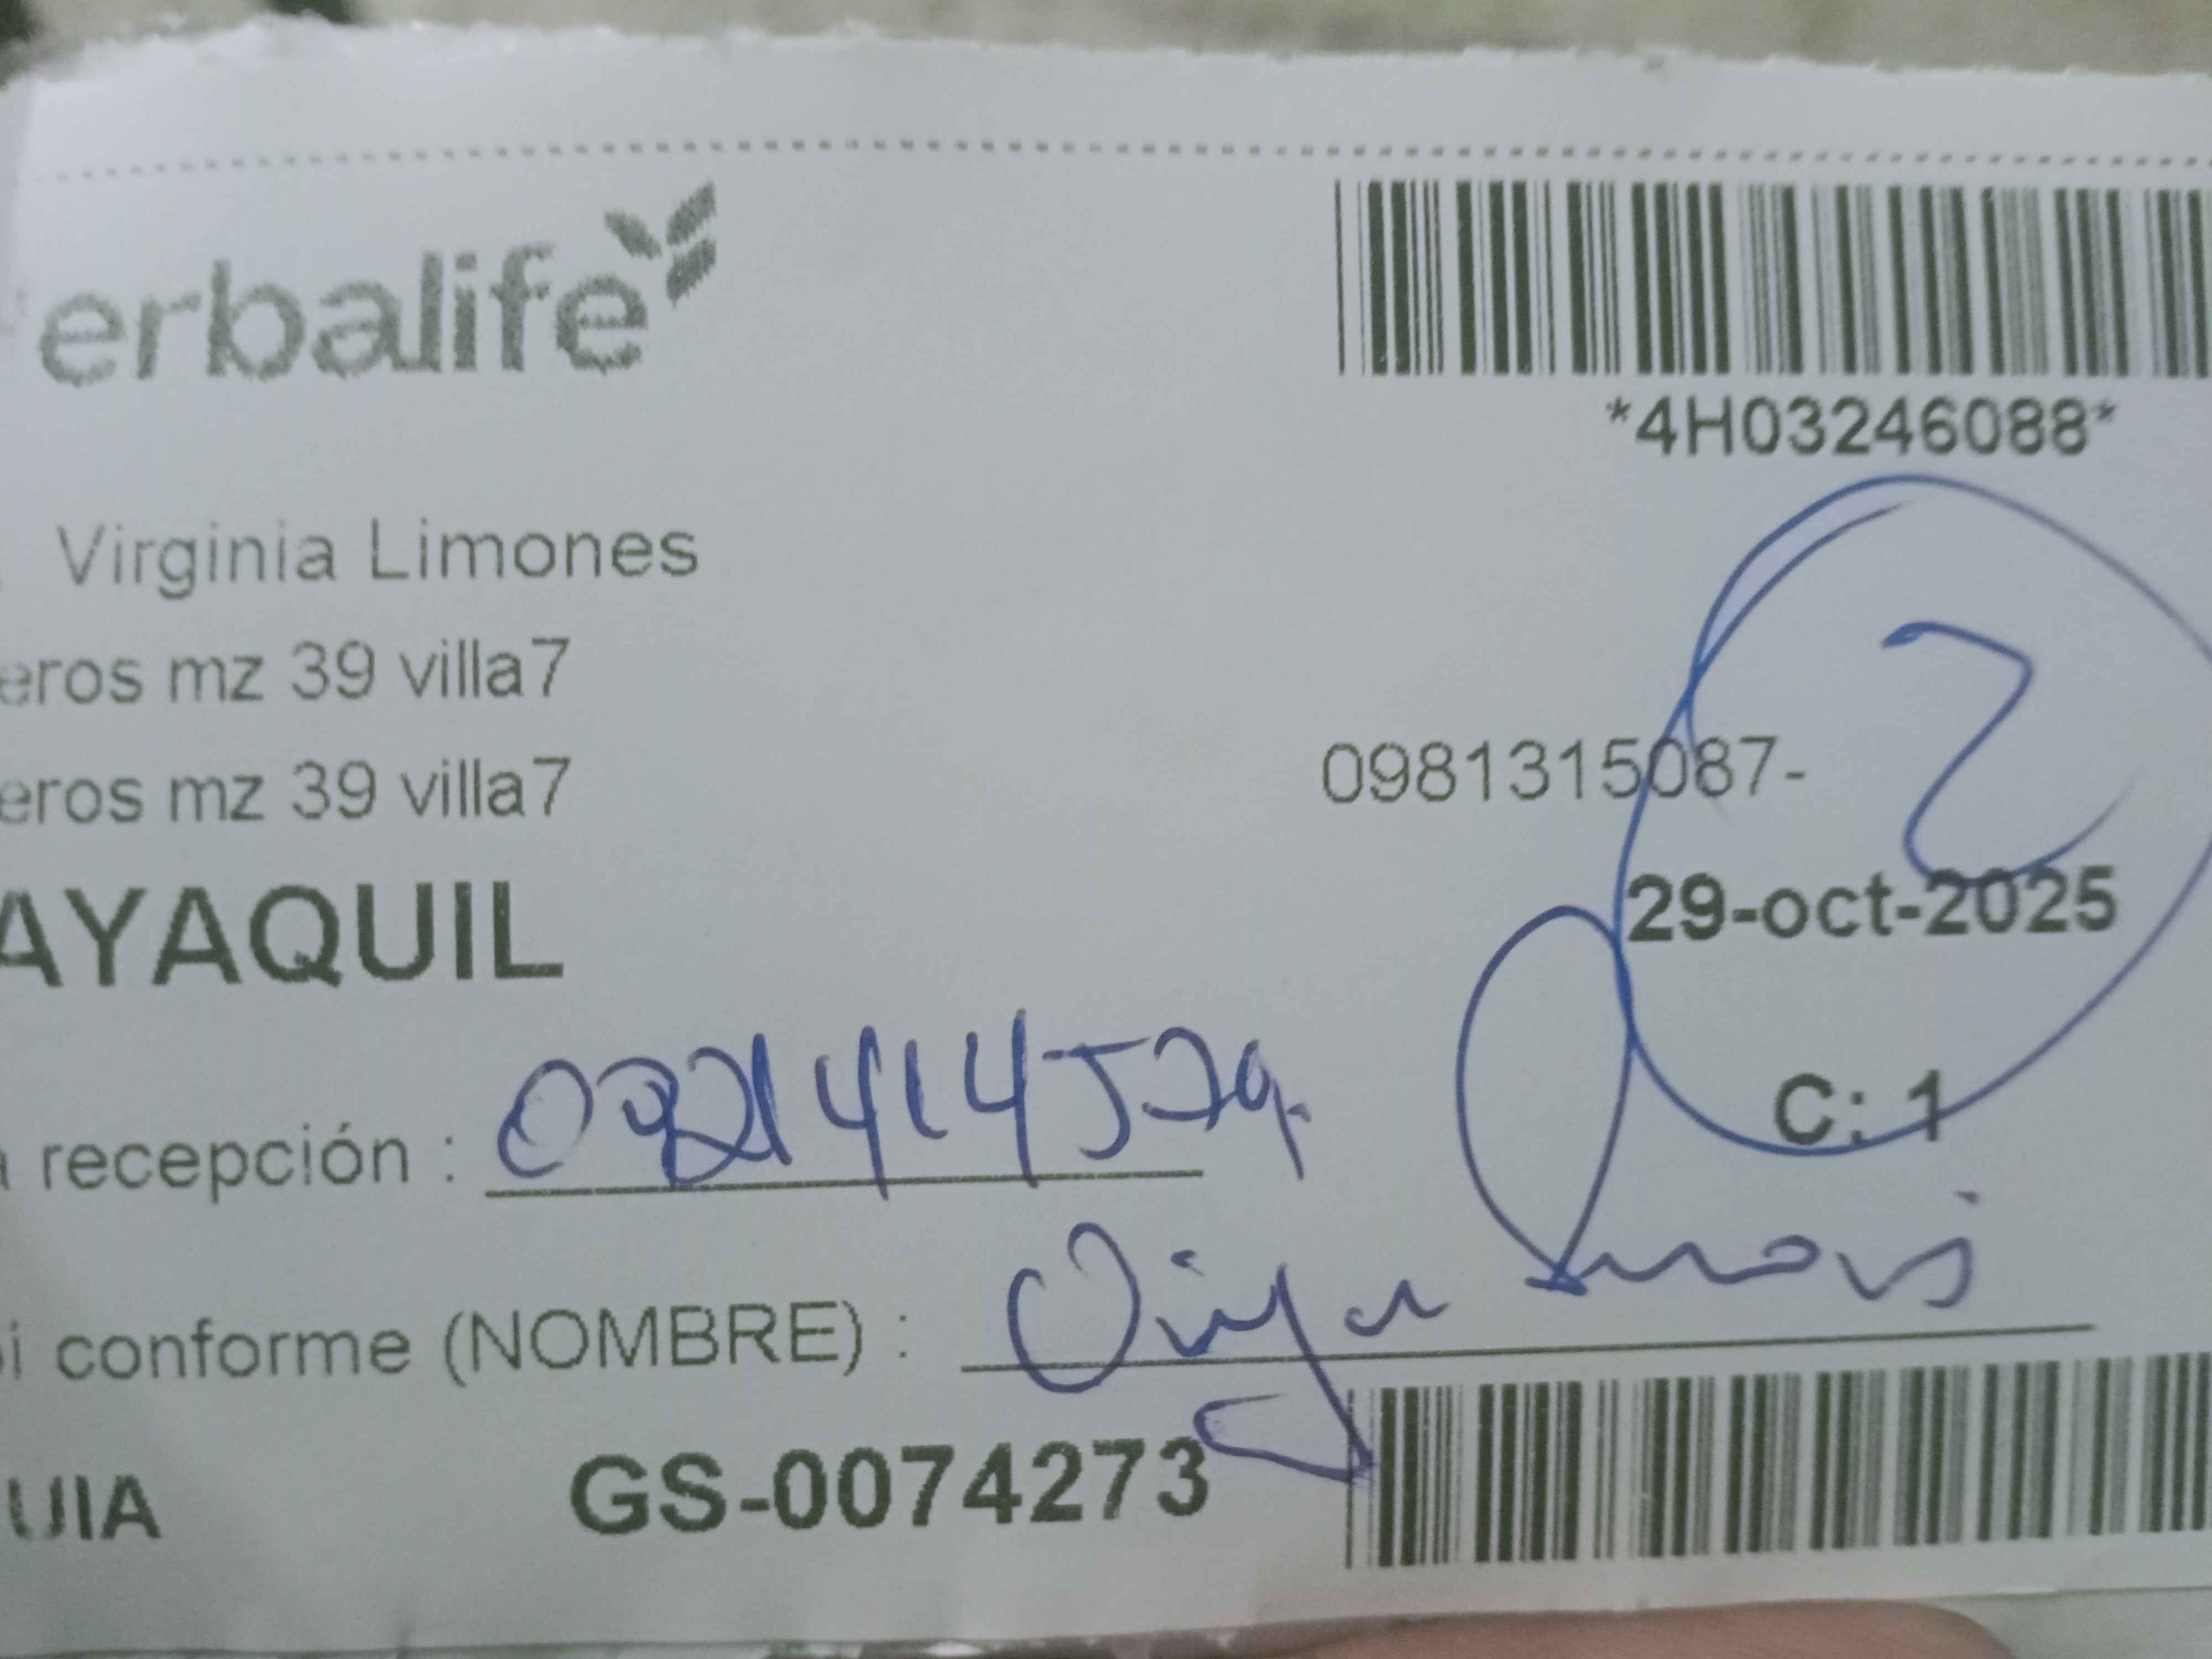 erbalife
*4H03246088*
Virginia Limones
eros mz 39 villa7
eros mz 39 villa7
0981315087-
2
AYAQUIL
29-oct-2025
C: 1
recepción :
i conforme (NOMBRE) :
UIA
GS-0074273